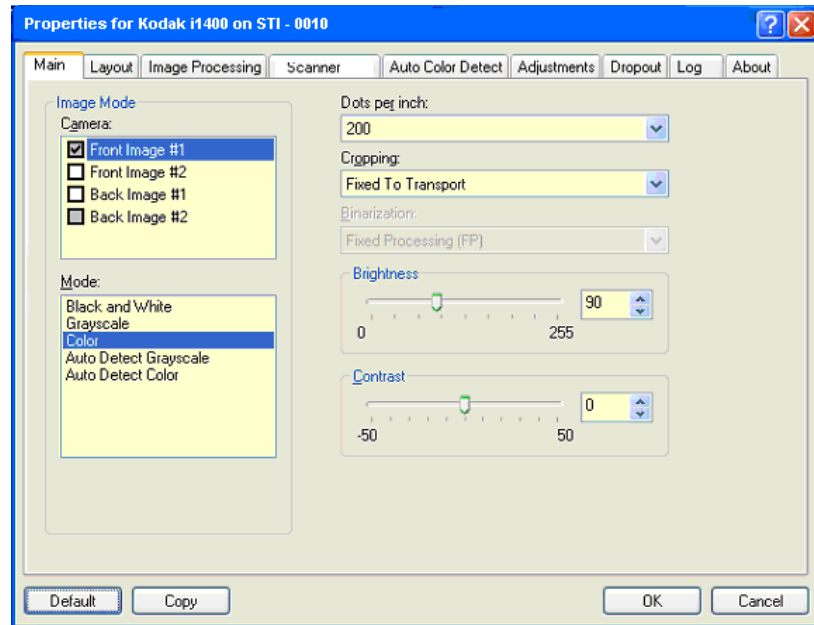 Properties for Kodak i1400 on STI - 0010
Main Layout Image Processing Scanner Auto Color Detect Adjustments Dropout Log About
Image Mode
Camera:
Front Image #1
Front Image #2
Back Image #1
Back Image #2
Mode:
Black and White
Grayscale
Color
Auto Detect Grayscale
Auto Detect Color
Dots per inch:
200
Cropping:
Fixed To Transport
Binarization:
Fixed Processing (FP)
Brightness
90
0 255
Contrast
0
-50 50
Default Copy OK Cancel